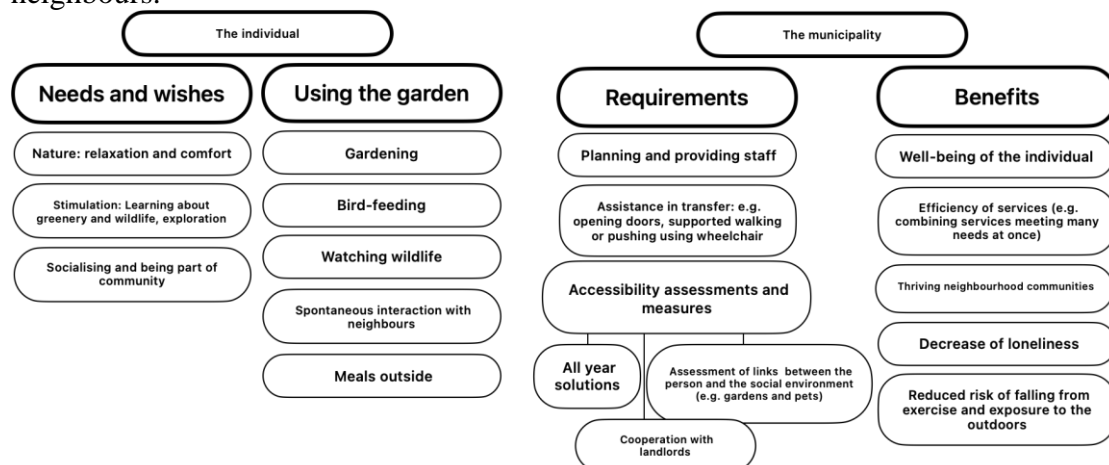 neighbours.
The individual
The municipality
Needs and wishes
Using the garden
Requirements
Benefits
Nature: relaxation and comfort
Stimulation: Learning about
greenery and wildlife, exploration
Socialising and being part of
community
Gardening
Bird-feeding
Watching wildlife
Spontaneous interaction with
neighbours
Meals outside
Planning and providing staff
Assistance in transfer: e.g.
opening doors, supported walking
or pushing using wheelchair
Accessibility assessments and
measures
All year
solutions
Assessment of links between the
person and the social environment
(e.g. gardens and pets)
Cooperation with
landlords
Well-being of the individual
Efficiency of services (e.g.
combining services meeting many
needs at once)
Thriving neighbourhood communities
Decrease of loneliness
Reduced risk of falling from
exercise and exposure to the
outdoors